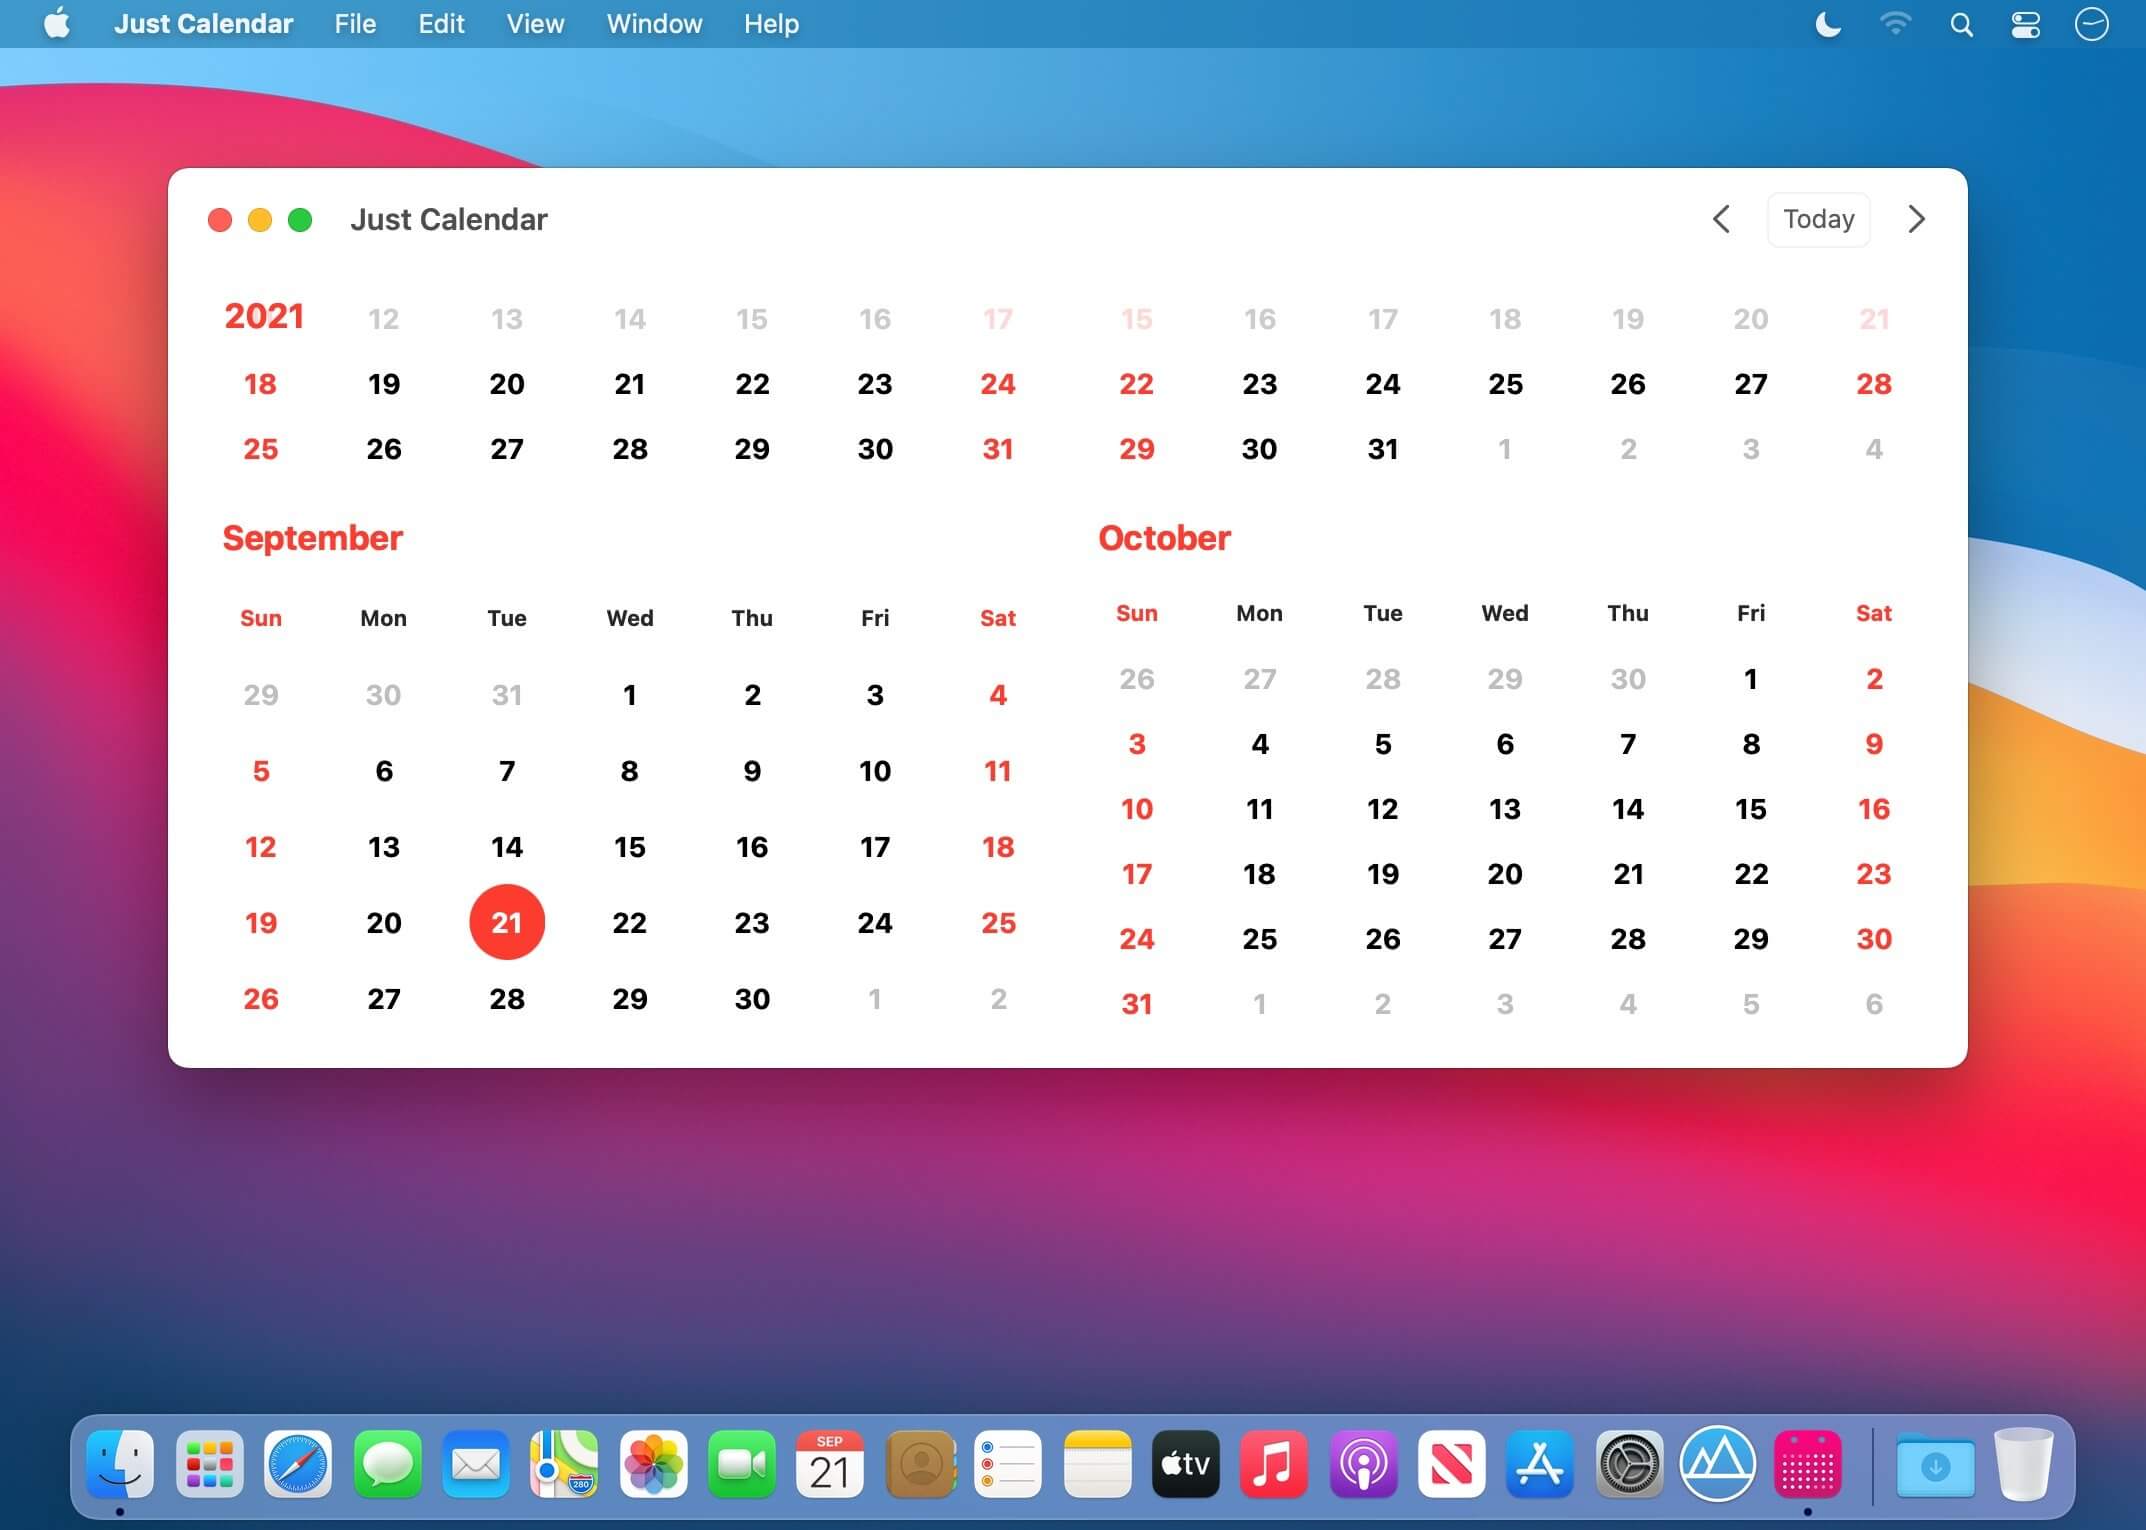 Just Calendar File Edit View Window Help
Just Calendar
Today
2021 12 13 14 15 16 17 15 16 17 18 19 20 21
18 19 20 21 22 23 24 22 23 24 25 26 27 28
25 26 27 28 29 30 31 29 30 31 1 2 3 4
September
Sun Mon Tue Wed Thu Fri Sat
29 30 31 1 2 3 4
5 6 7 8 9 10 11
12 13 14 15 16 17 18
19 20 21 22 23 24 25
26 27 28 29 30 1 2
October
Sun Mon Tue Wed Thu Fri Sat
26 27 28 29 30 1 2
3 4 5 6 7 8 9
10 11 12 13 14 15 16
17 18 19 20 21 22 23
24 25 26 27 28 29 30
31 1 2 3 4 5 6
280
SEP
21
tv